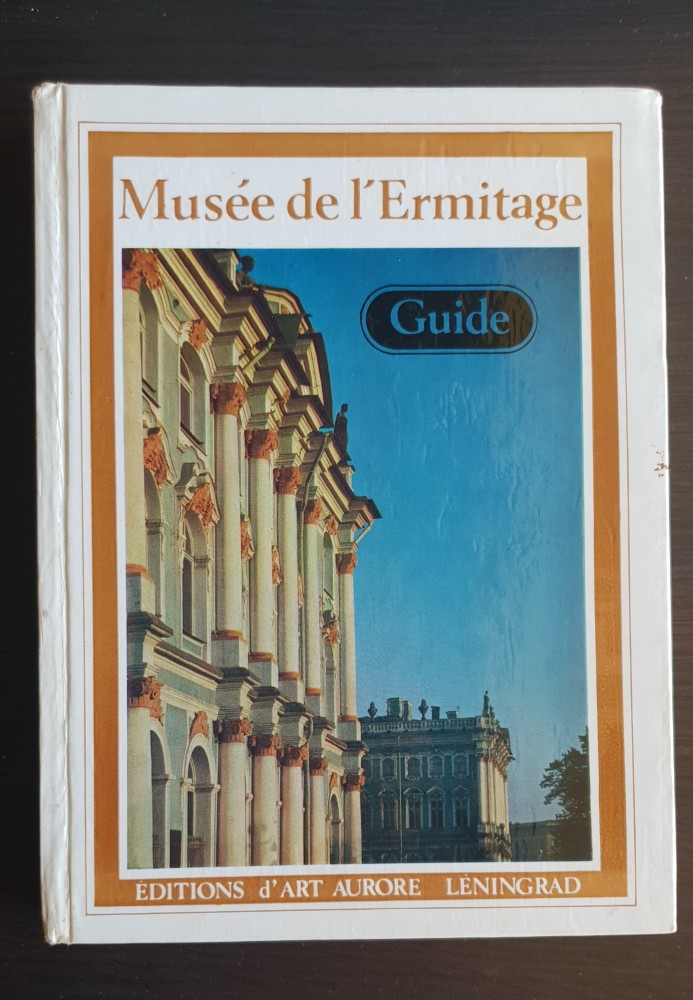 Musée de l'Ermitage
Guide
ÉDITIONS d'ART AURORE LÉNINGRAD